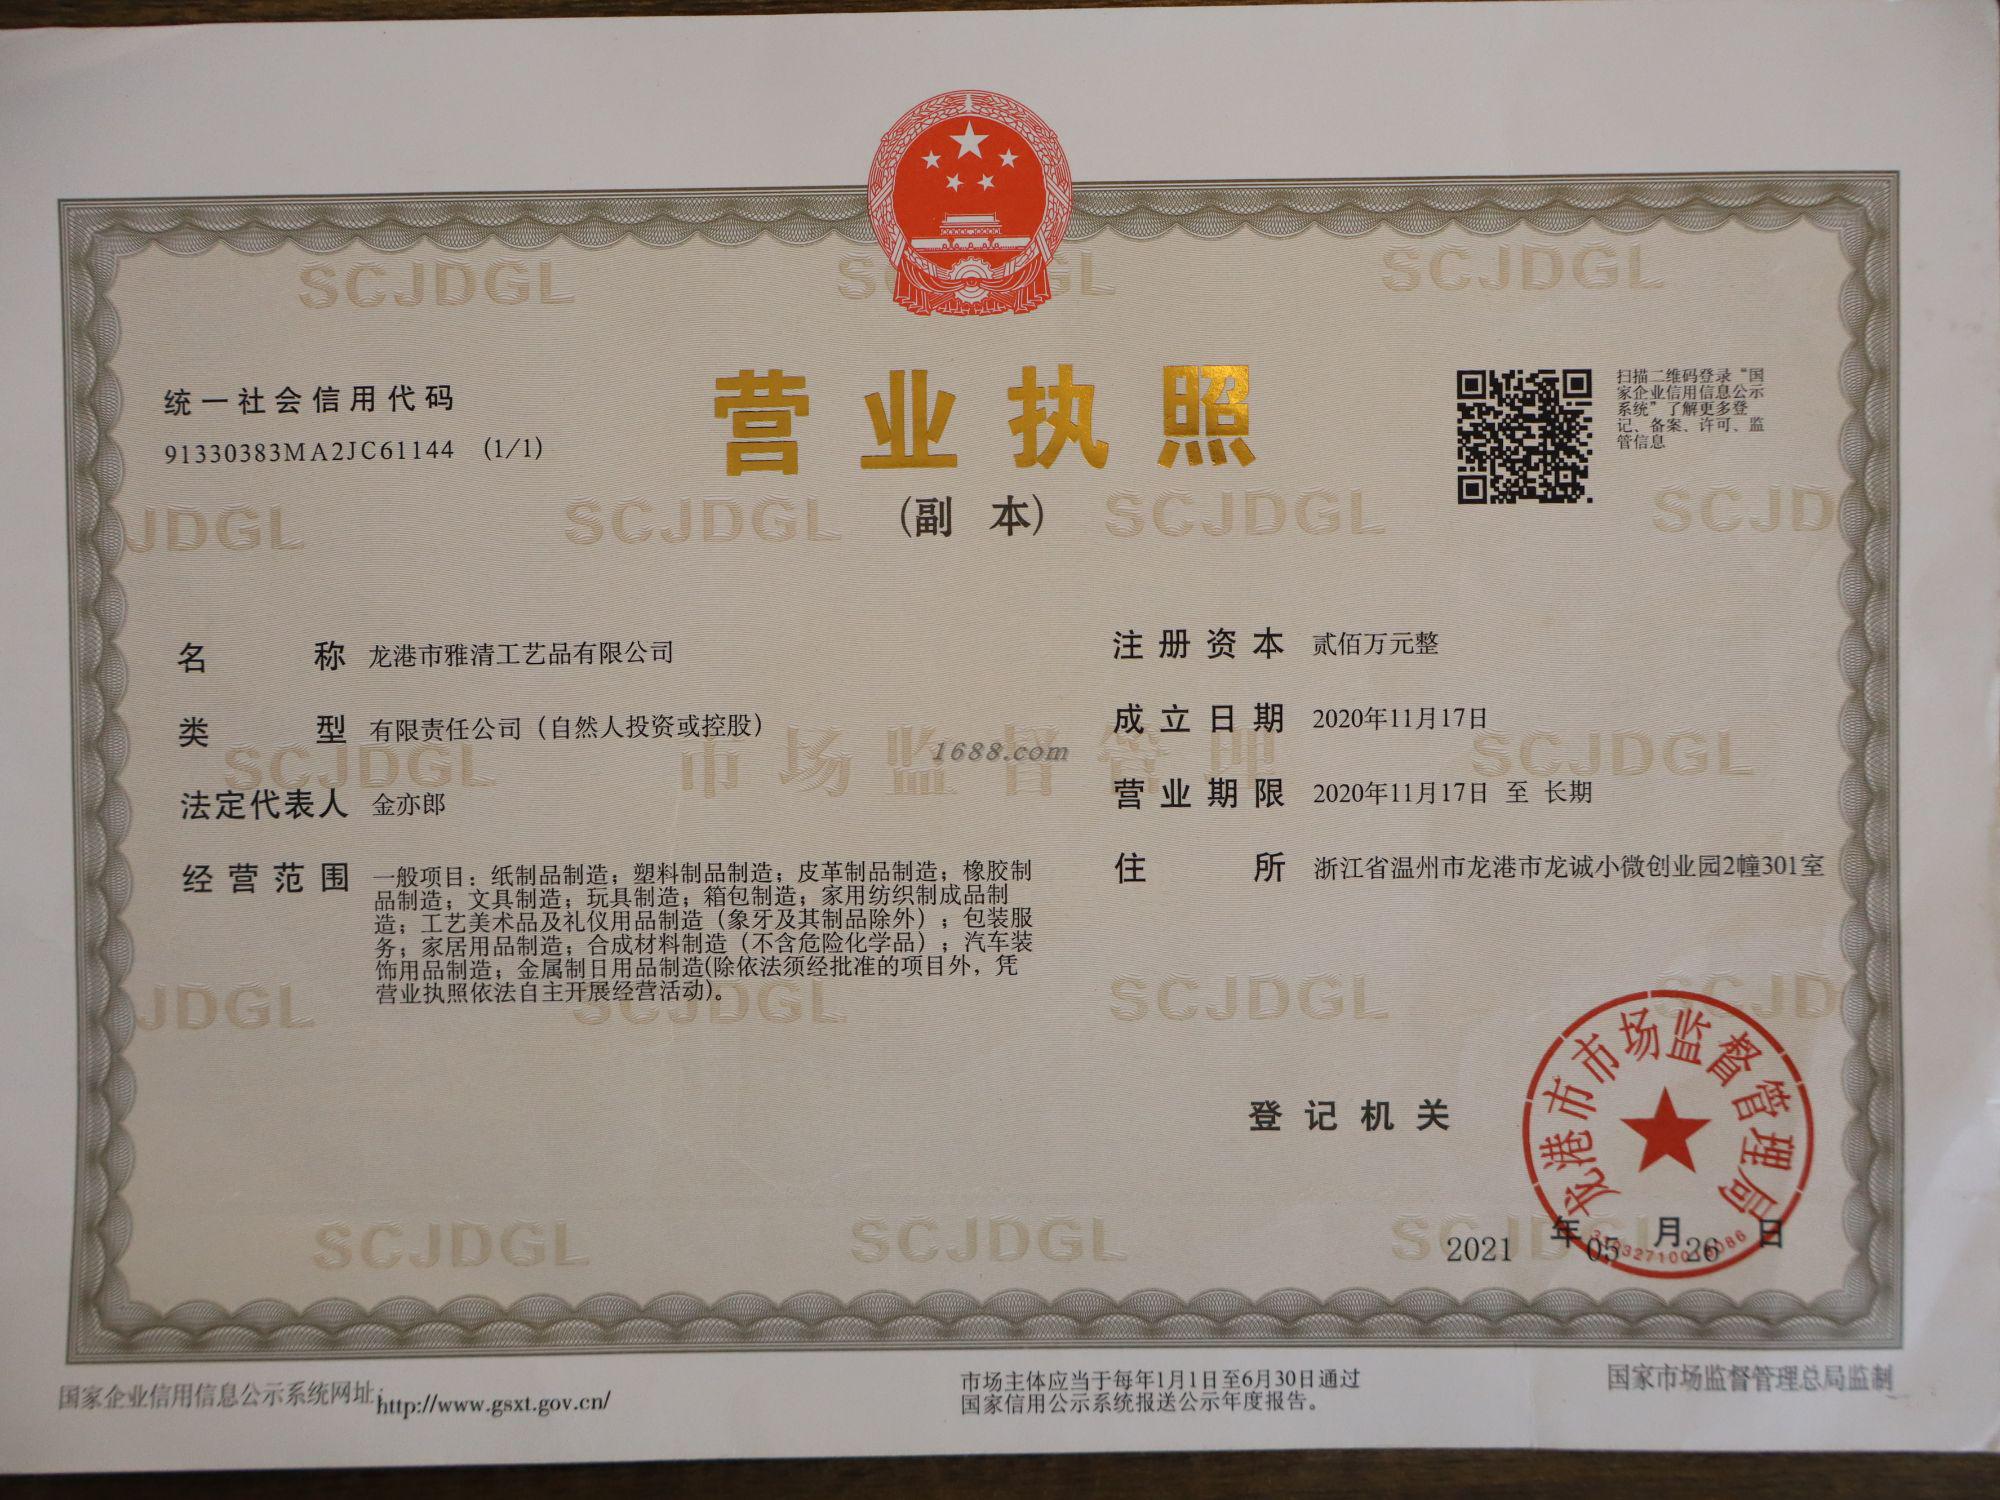 统一社会信用代码
91330383MA2JC61144 (1/1)
营业执照
(副 本)
扫描二维码登录“国
家企业信用信息公示
系统”了解更多登
记、备案、许可、监
管信息
名 称 龙港市雅清工艺品有限公司
类 型 有限责任公司（自然人投资或控股）
法定代表人 金亦郎
经营范围 一般项目：纸制品制造；塑料制品制造；皮革制品制造；橡胶制
品制造；文具制造；玩具制造；箱包制造；家用纺织制成品制
造；工艺美术品及礼仪用品制造（象牙及其制品除外）；包装服
务；家居用品制造；合成材料制造（不含危险化学品）；汽车装
饰用品制造；金属制日用品制造(除依法须经批准的项目外，凭
营业执照依法自主开展经营活动)。
注册资本 贰佰万元整
成立日期 2020年11月17日
营业期限 2020年11月17日 至 长期
住 所 浙江省温州市龙港市龙诚小微创业园2幢301室
1688.com
市场监督管理
SCJDGL
SCJDGL
SCJDGL
SCJDGL
SCJDGL
SCJDGL
SCJDGL
SCJDGL
SCJDGL
SCJDGL
登记机关
龙港市市场监督管理局
2021 年 05 月 26 日
国家企业信用信息公示系统网址：http://www.gsxt.gov.cn/
市场主体应当于每年1月1日至6月30日通过
国家信用公示系统报送公示年度报告。
国家市场监督管理总局监制